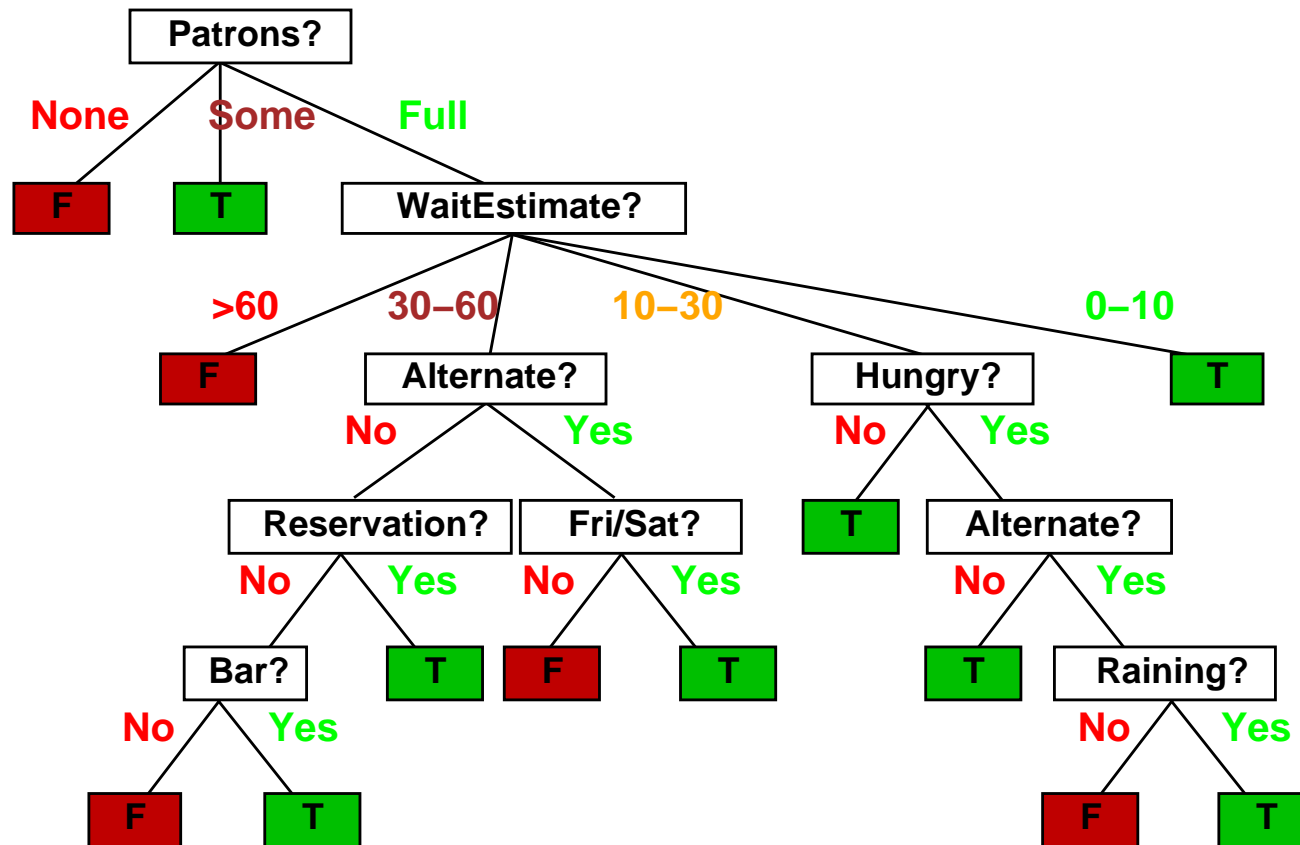 Patrons?
None Some Full
F T WaitEstimate?
>60 30–60 10–30 0–10
F Alternate? Hungry? T
No Yes No Yes
Reservation? Fri/Sat? T Alternate?
No Yes No Yes No Yes
Bar? T F T T Raining?
No Yes No Yes
F T F T